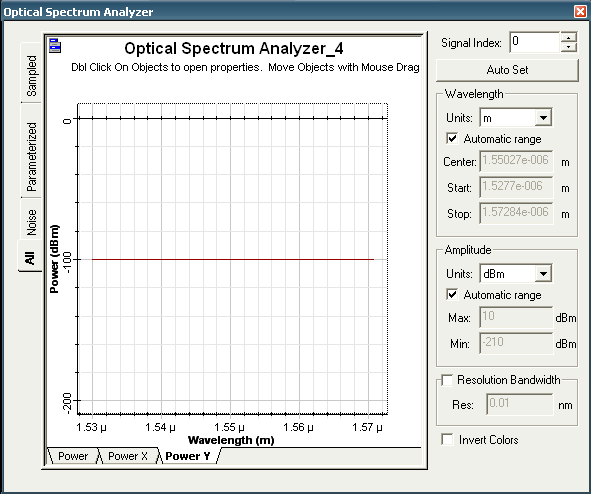 Optical Spectrum Analyzer
Optical Spectrum Analyzer_4
Dbl Click On Objects to open properties. Move Objects with Mouse Drag
Sampled
Parameterized
Noise
All
Power (dBm)
0
-100
-200
1.53 µ 1.54 µ 1.55 µ 1.56 µ 1.57 µ
Wavelength (m)
Power Power X Power Y
Signal Index: 0
Auto Set
Wavelength
Units: m
Automatic range
Center: 1.55027e-006 m
Start: 1.5277e-006 m
Stop: 1.57284e-006 m
Amplitude
Units: dBm
Automatic range
Max: 10 dBm
Min: -210 dBm
Resolution Bandwidth
Res: 0.01 nm
Invert Colors